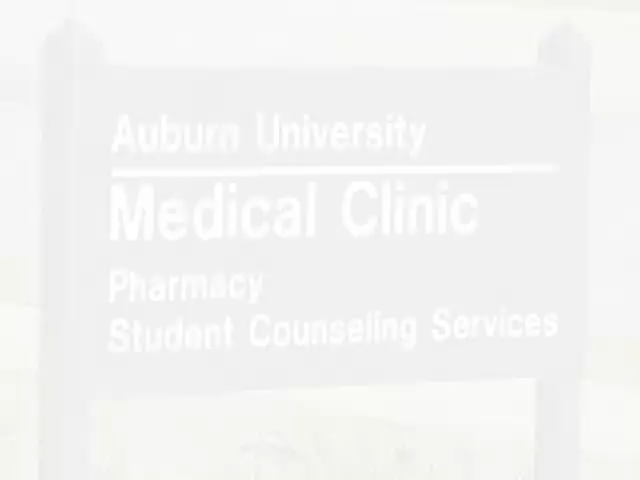 Auburn University
Medical Clinic
Pharmacy
Student Counseling Services